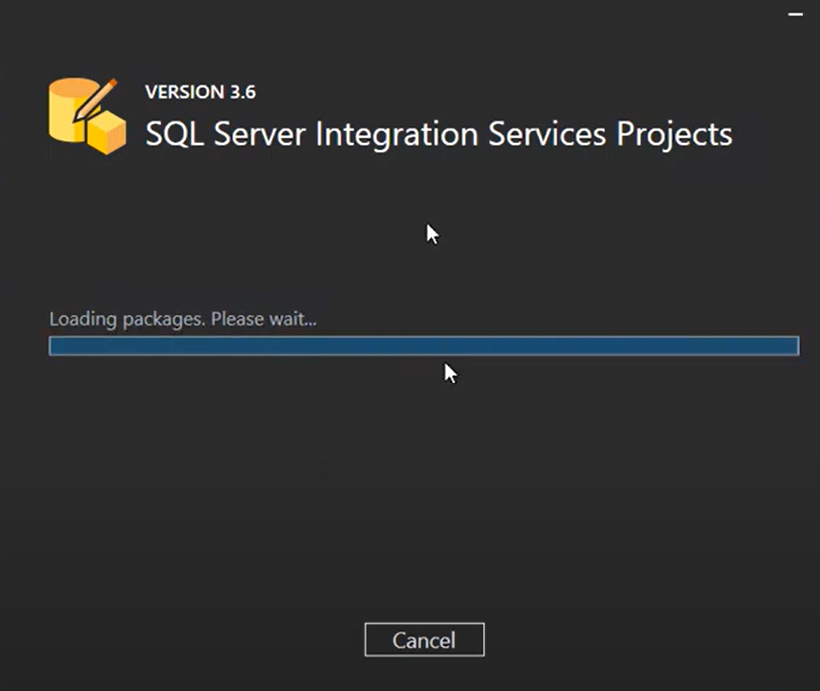 VERSION 3.6
SQL Server Integration Services Projects
Loading packages. Please wait...
Cancel